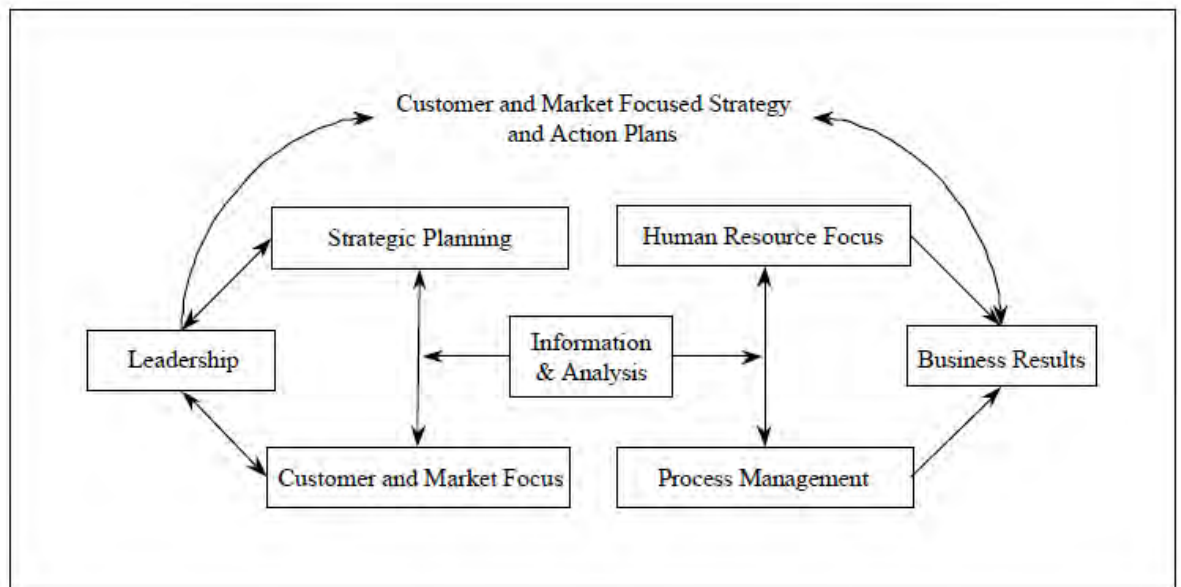 Customer and Market Focused Strategy
and Action Plans
Strategic Planning
Human Resource Focus
Leadership
Information
& Analysis
Business Results
Customer and Market Focus
Process Management